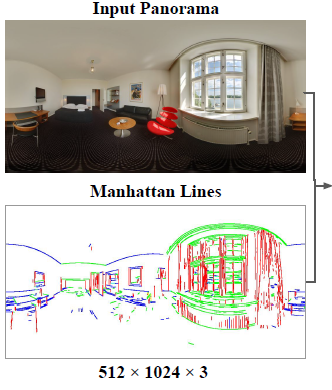 Input Panorama
Manhattan Lines
512 × 1024 × 3